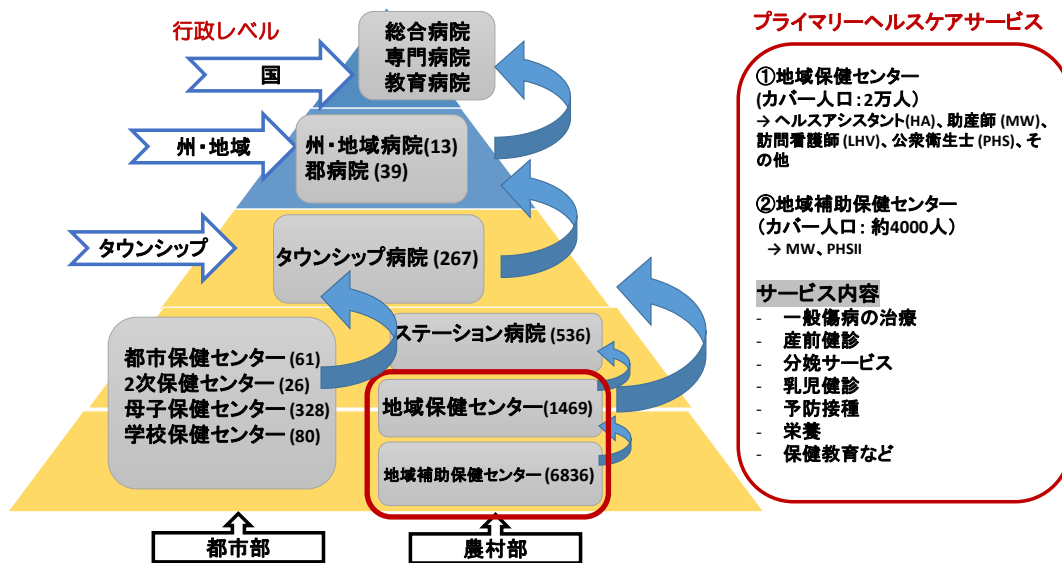 行政レベル
国
州・地域
タウンシップ
総合病院
専門病院
教育病院
州・地域病院(13)
郡病院 (39)
タウンシップ病院 (267)
都市保健センター (61)
2次保健センター (26)
母子保健センター (328)
学校保健センター (80)
ステーション病院 (536)
地域保健センター(1469)
地域補助保健センター (6836)
都市部
農村部
プライマリーヘルスケアサービス
①地域保健センター
(カバー人口:2万人)
→ ヘルスアシスタント(HA)、助産師 (MW)、
訪問看護師 (LHV)、公衆衛生士 (PHS)、そ
の他
②地域補助保健センター
(カバー人口: 約4000人)
→ MW、PHSII
サービス内容
- 一般傷病の治療
- 産前健診
- 分娩サービス
- 乳児健診
- 予防接種
- 栄養
- 保健教育など